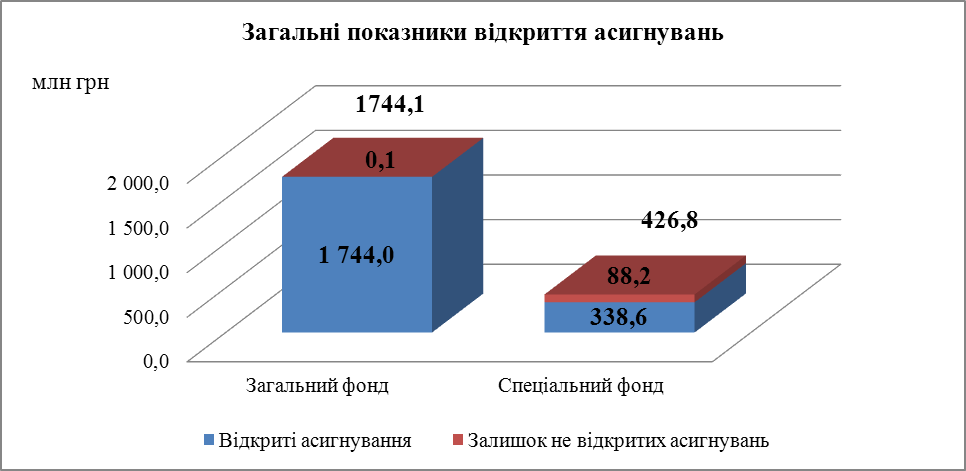 Загальні показники відкриття асигнувань
млн грн
1744,1
0,1
2 000,0
1 500,0
426,8
1 744,0
1 000,0
88,2
500,0
338,6
0,0
Загальний фонд
Спеціальний фонд
Відкриті асигнування
Залишок не відкритих асигнувань